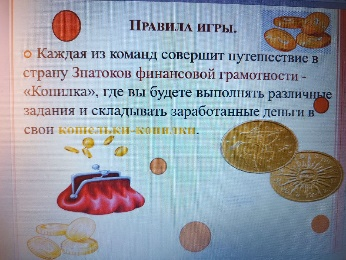 Правила игры.
Каждая из команд совершит путешествие в
страну Знатоков финансовой грамотности -
«Копилка», где вы будете выполнять различные
задания и складывать заработанные деньги в
свои кошельки-копилки.